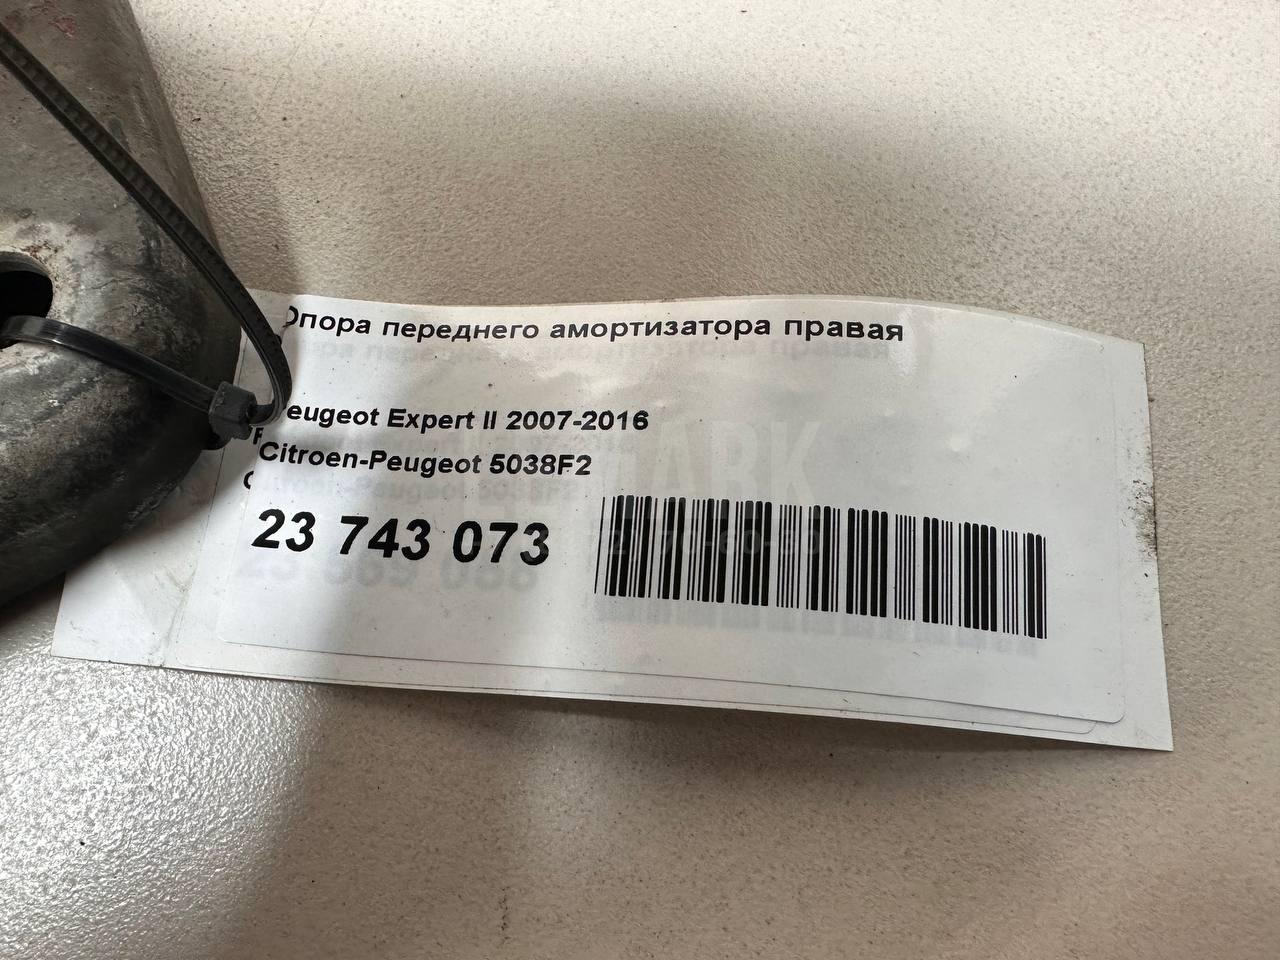 Опора переднего амортизатора правая
Peugeot Expert II 2007-2016
Citroen-Peugeot 5038F2
23 743 073